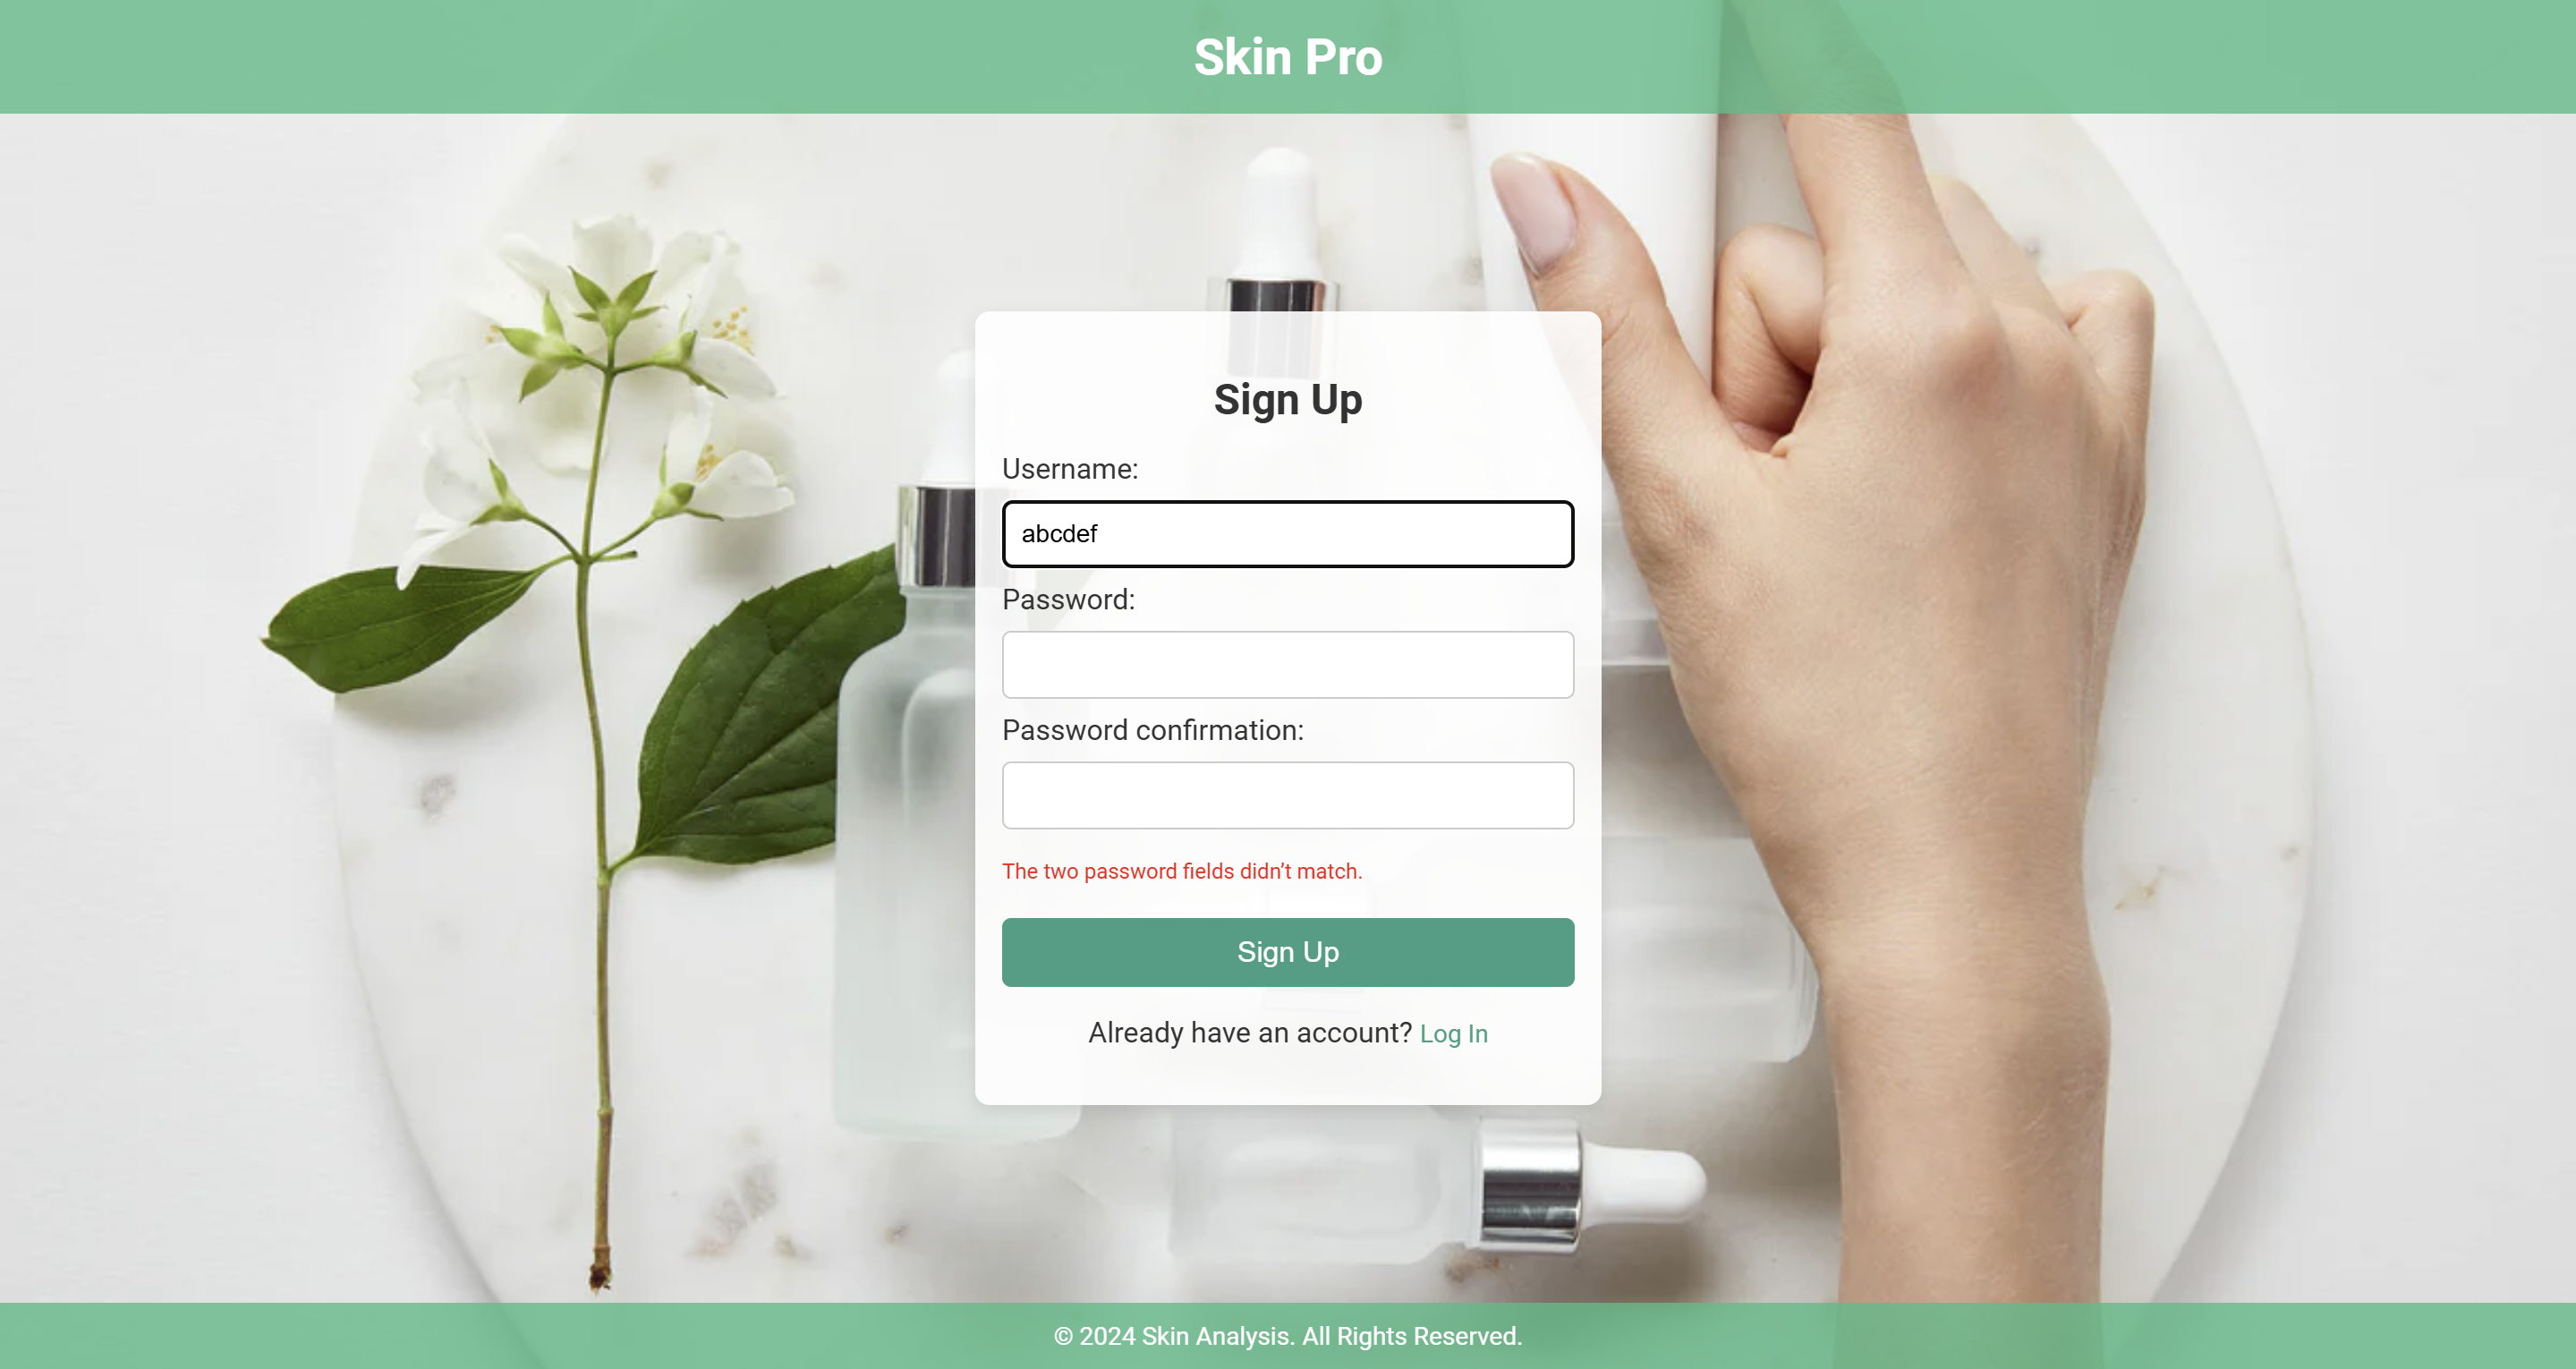 Skin Pro
Sign Up
Username:
abcdef
Password:
Password confirmation:
The two password fields didn’t match.
Sign Up
Already have an account? Log In
© 2024 Skin Analysis. All Rights Reserved.